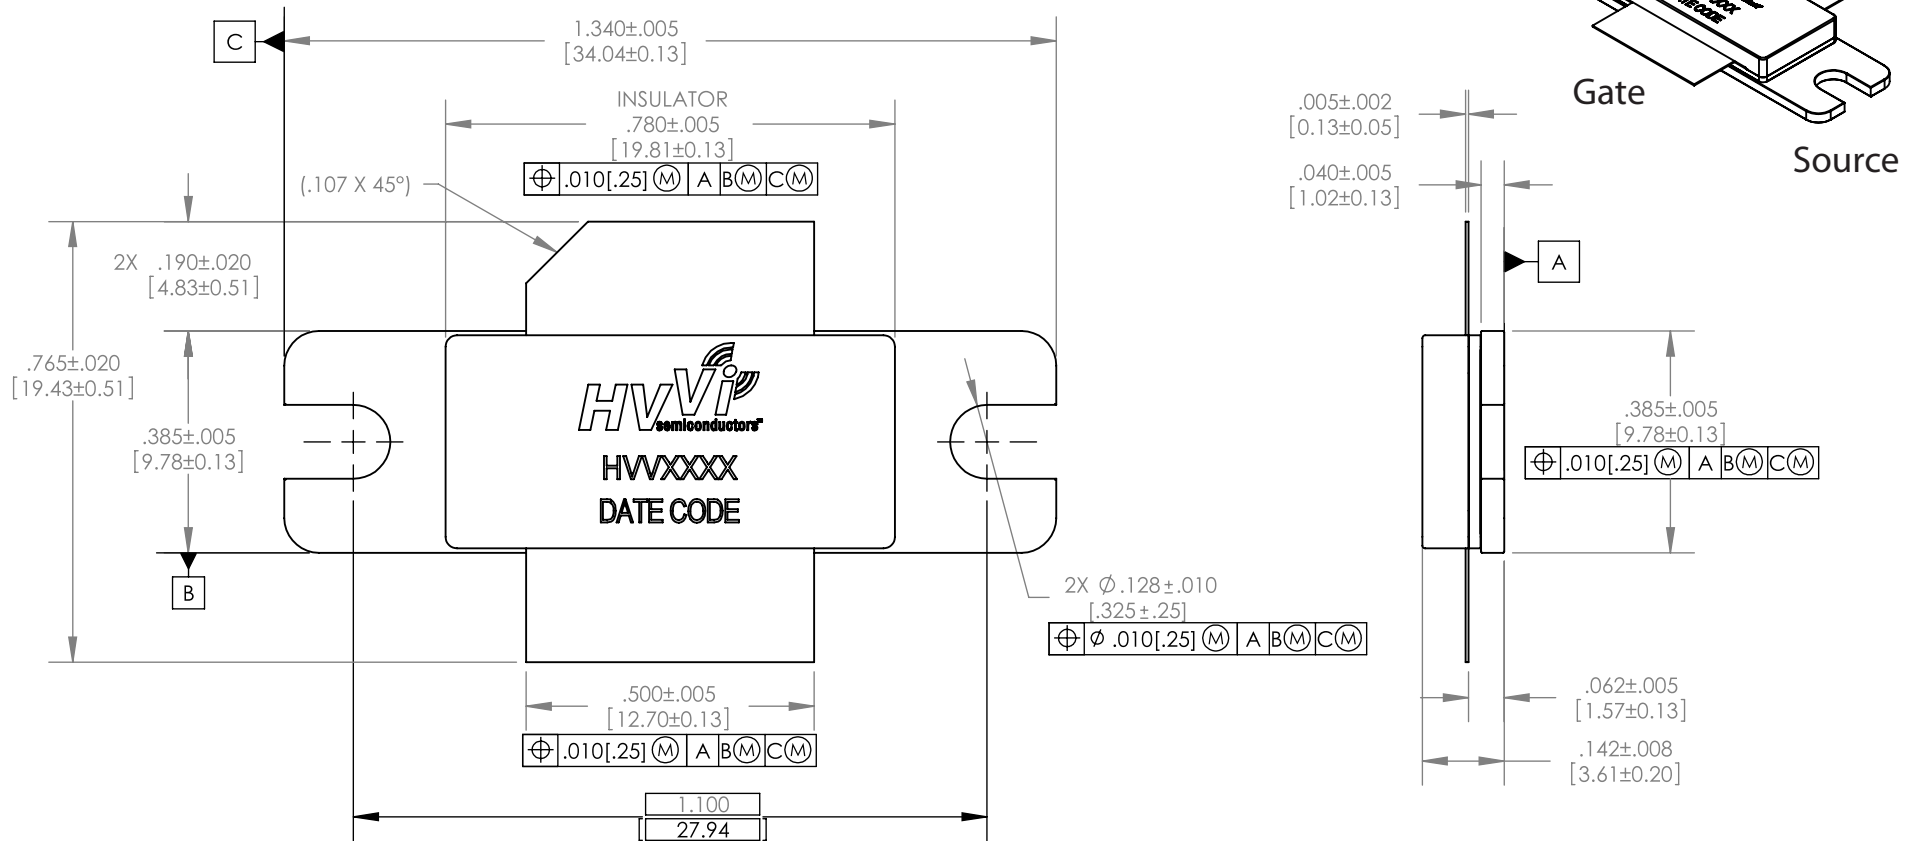 C
1.340±.005
[34.04±0.13]
INSULATOR
.780±.005
[19.81±0.13]
⌖ .010[.25] Ⓜ A BⓂ CⓂ
(.107 X 45°)
2X .190±.020
[4.83±0.51]
.765±.020
[19.43±0.51]
.385±.005
[9.78±0.13]
B
HVVi
semiconductors™
HVVXXXX
DATE CODE
2X Ø.128±.010
[.325±.25]
⌖ Ø .010[.25] Ⓜ A BⓂ CⓂ
.500±.005
[12.70±0.13]
⌖ .010[.25] Ⓜ A BⓂ CⓂ
1.100
[27.94]
Gate
Source
.005±.002
[0.13±0.05]
.040±.005
[1.02±0.13]
A
.385±.005
[9.78±0.13]
⌖ .010[.25] Ⓜ A BⓂ CⓂ
.062±.005
[1.57±0.13]
.142±.008
[3.61±0.20]